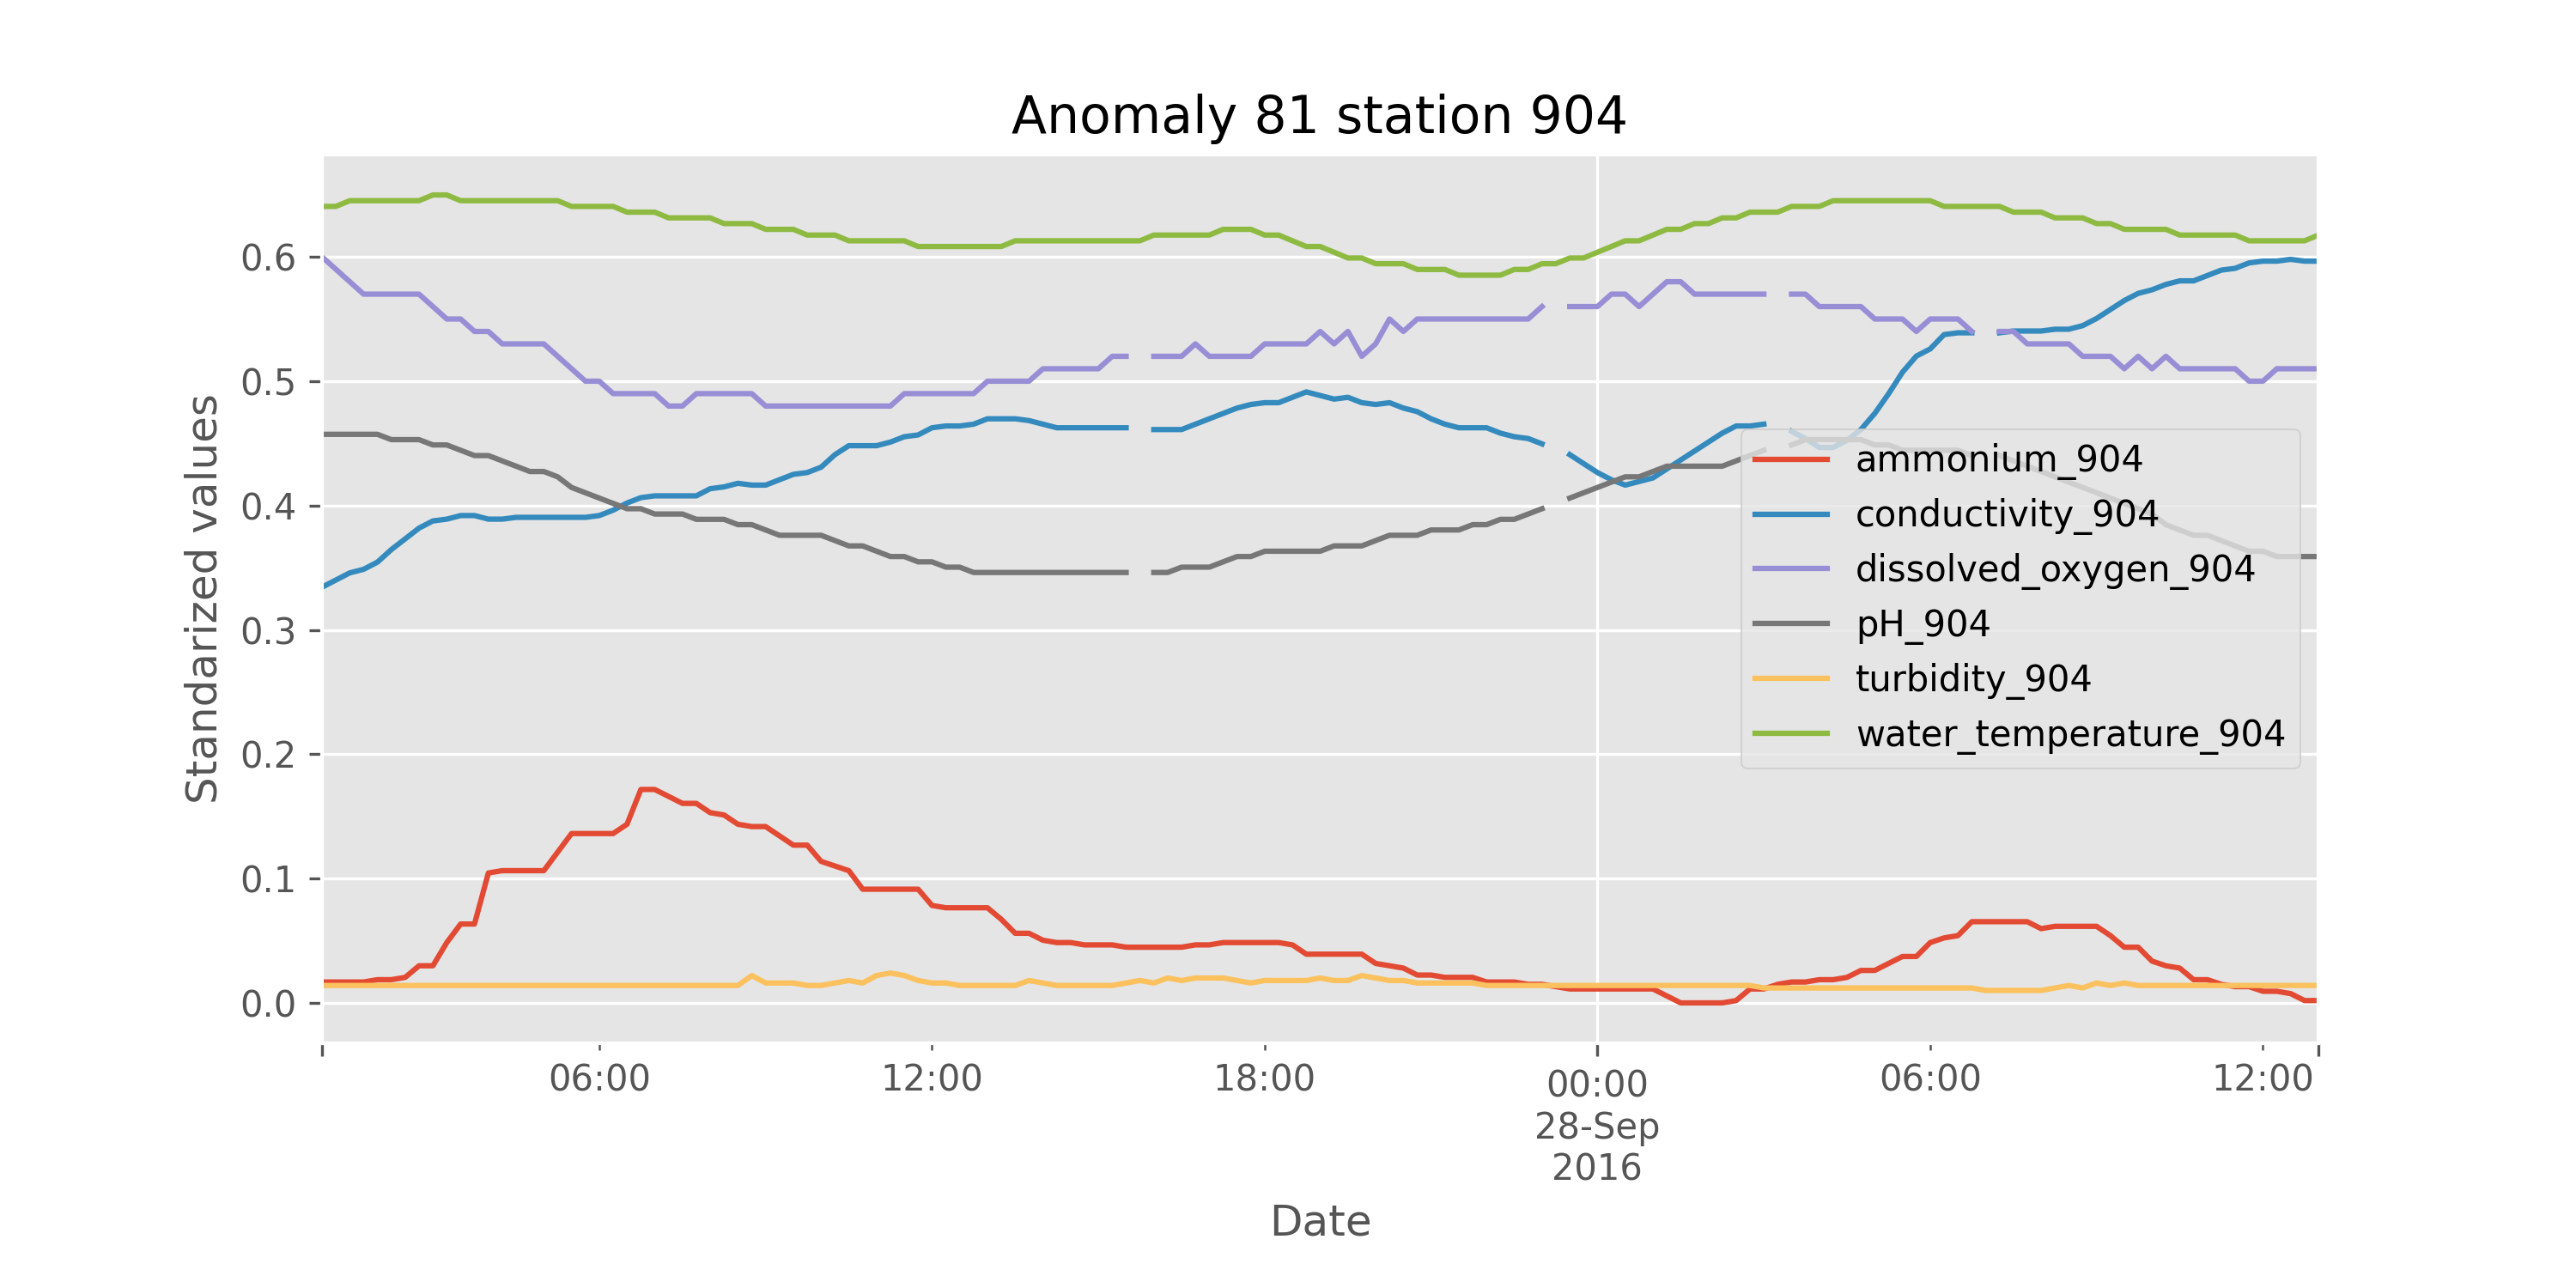 Anomaly 81 station 904
Standarized values
0.6
0.5
0.4
0.3
0.2
0.1
0.0
ammonium_904
conductivity_904
dissolved_oxygen_904
pH_904
turbidity_904
water_temperature_904
06:00
12:00
18:00
00:00
28-Sep
2016
06:00
12:00
Date